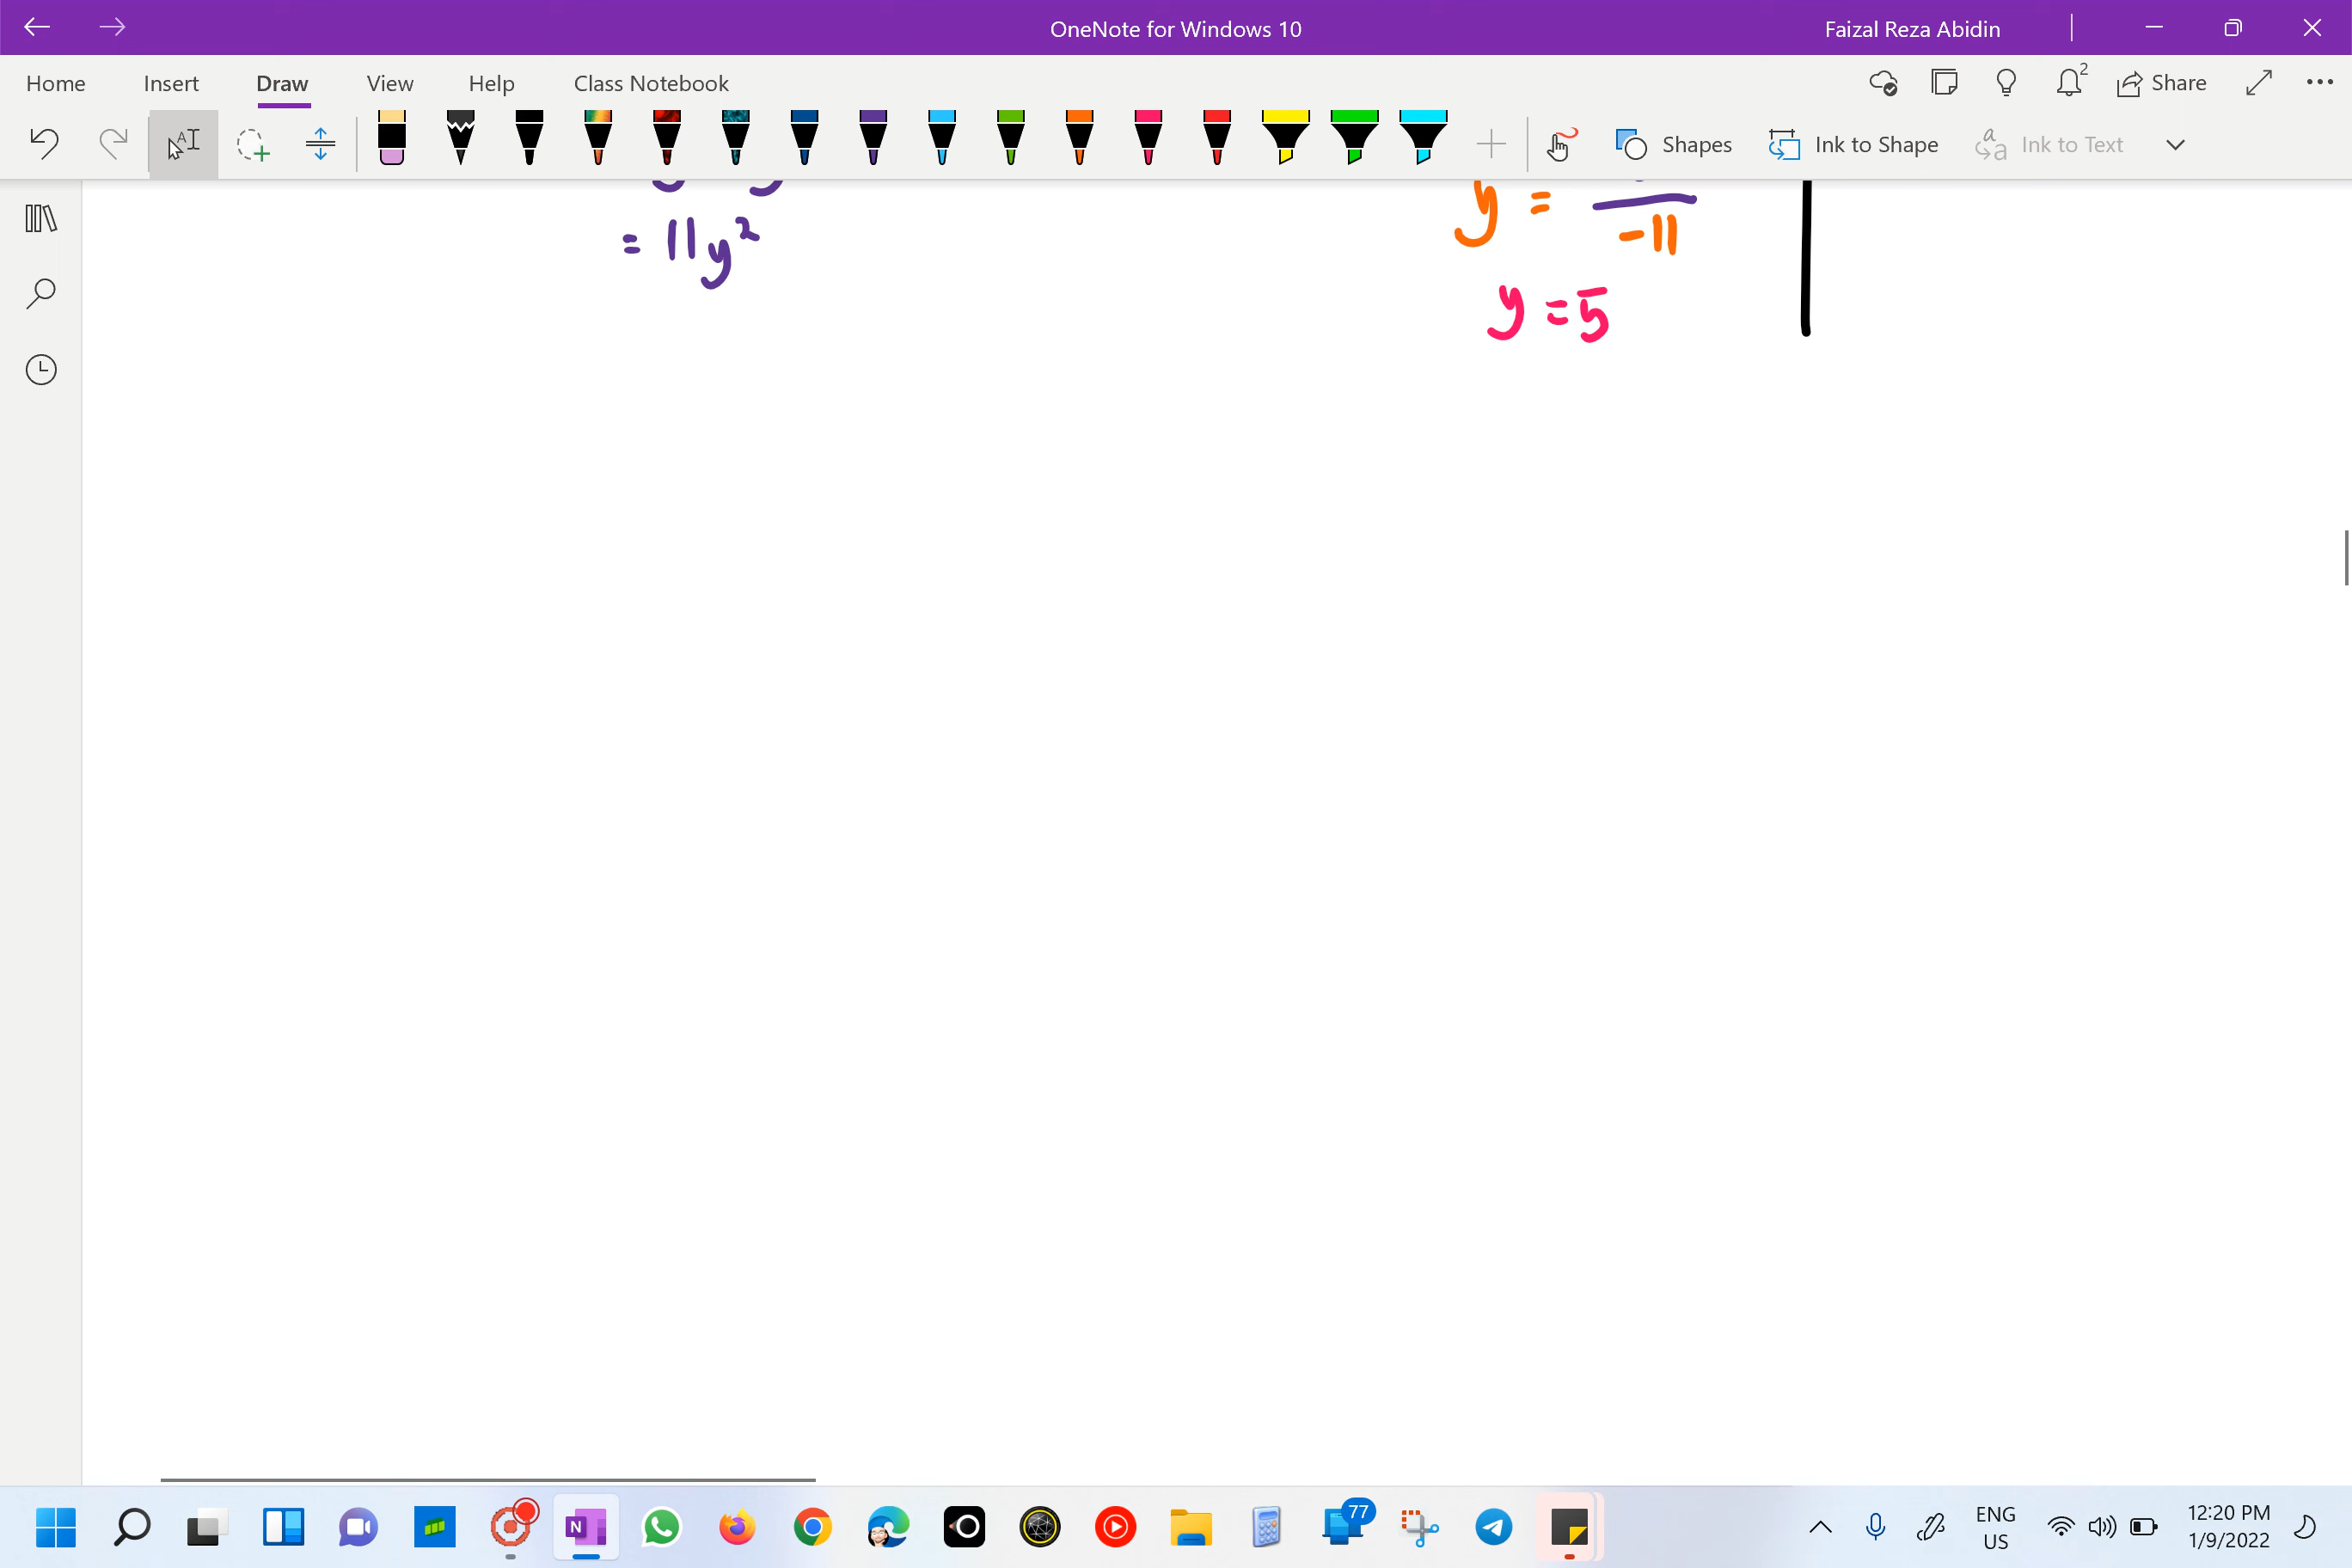 OneNote for Windows 10
Faizal Reza Abidin
Home Insert Draw View Help Class Notebook
2
Share
Shapes Ink to Shape Ink to Text
= 11y²
y =
-11
y = 5
77
ENG
US
12:20 PM
1/9/2022